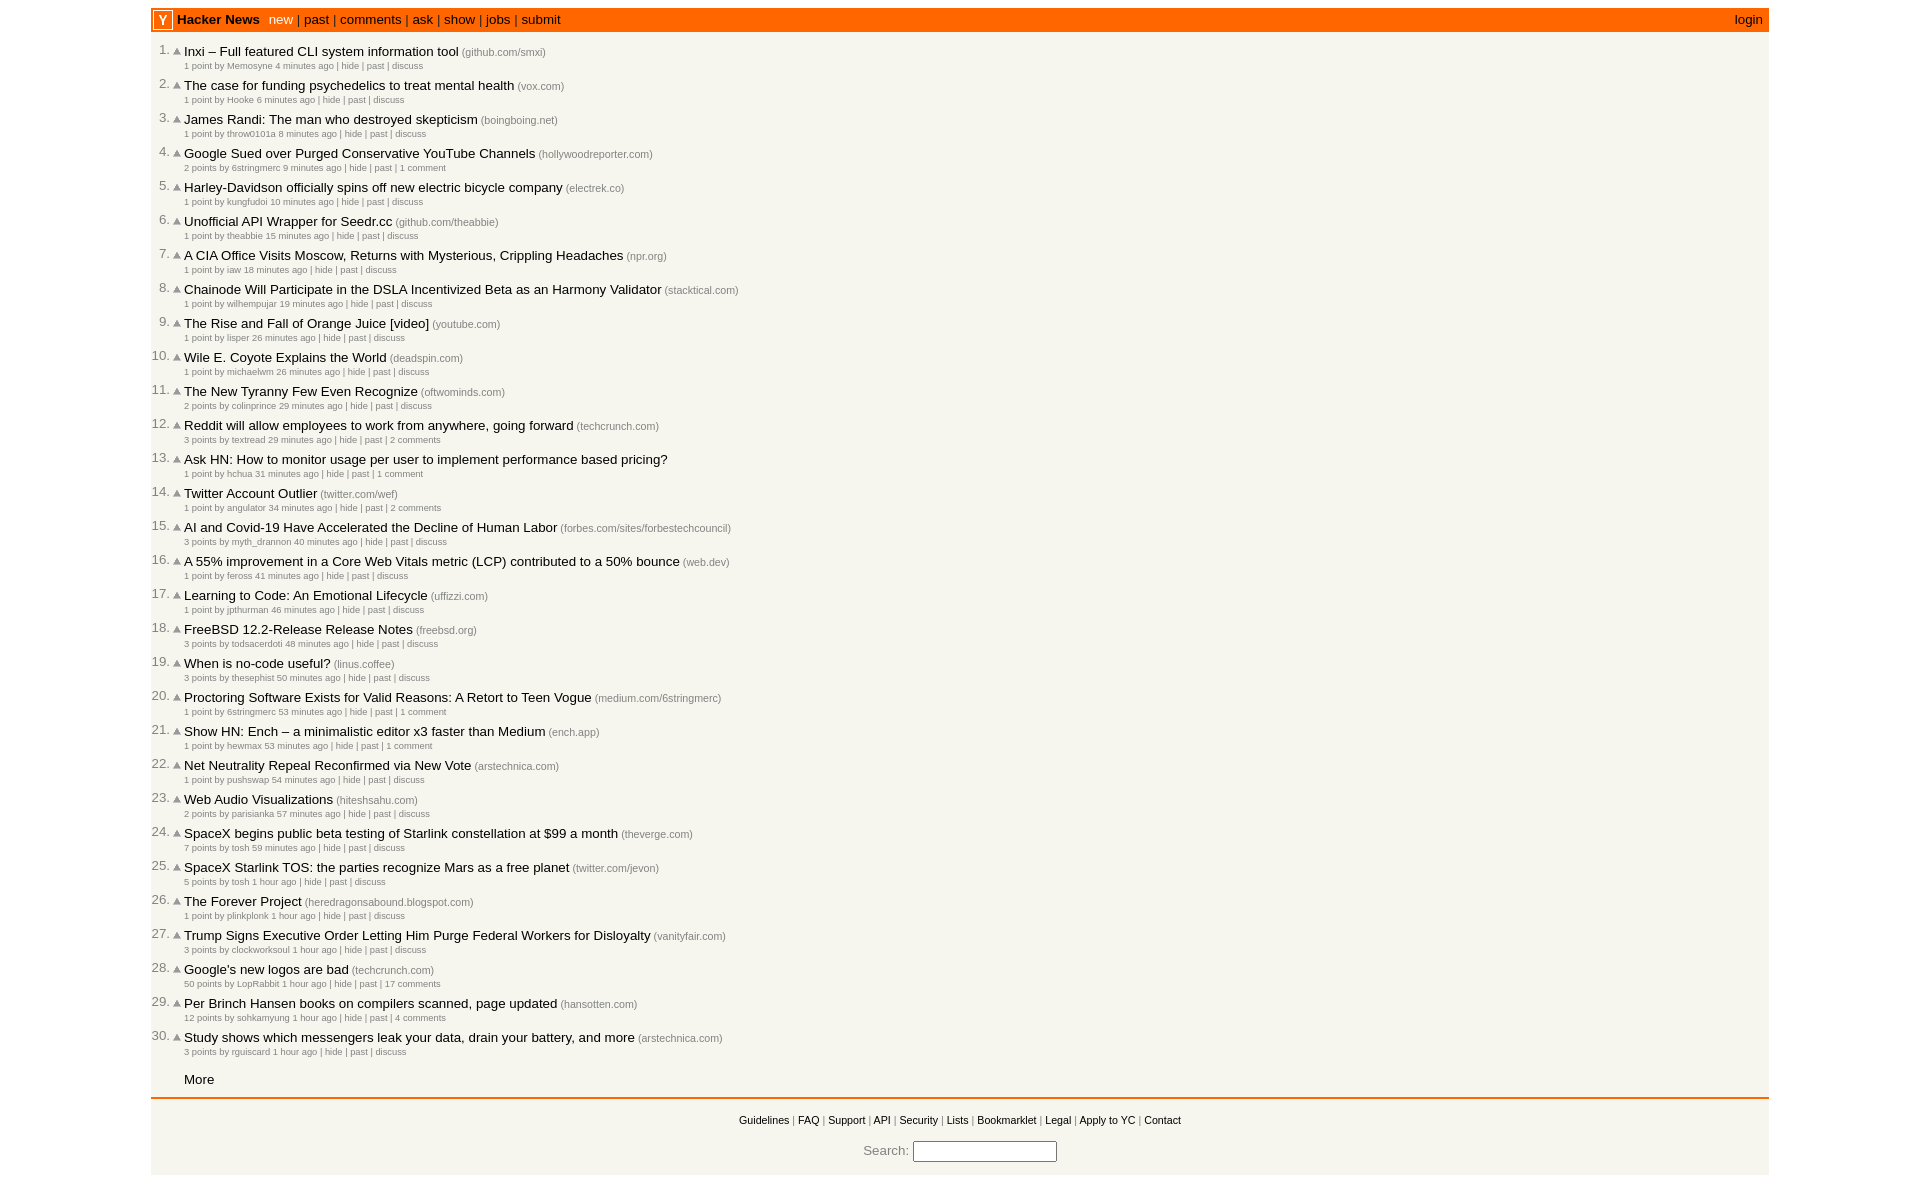 Y Hacker News new | past | comments | ask | show | jobs | submit login
1. Inxi – Full featured CLI system information tool (github.com/smxi)
1 point by Memosyne 4 minutes ago | hide | past | discuss
2. The case for funding psychedelics to treat mental health (vox.com)
1 point by Hooke 6 minutes ago | hide | past | discuss
3. James Randi: The man who destroyed skepticism (boingboing.net)
1 point by throw0101a 8 minutes ago | hide | past | discuss
4. Google Sued over Purged Conservative YouTube Channels (hollywoodreporter.com)
2 points by 6stringmerc 9 minutes ago | hide | past | 1 comment
5. Harley-Davidson officially spins off new electric bicycle company (electrek.co)
1 point by kungfudoi 10 minutes ago | hide | past | discuss
6. Unofficial API Wrapper for Seedr.cc (github.com/theabbie)
1 point by theabbie 15 minutes ago | hide | past | discuss
7. A CIA Office Visits Moscow, Returns with Mysterious, Crippling Headaches (npr.org)
1 point by iaw 18 minutes ago | hide | past | discuss
8. Chainode Will Participate in the DSLA Incentivized Beta as an Harmony Validator (stacktical.com)
1 point by wilhempujar 19 minutes ago | hide | past | discuss
9. The Rise and Fall of Orange Juice [video] (youtube.com)
1 point by lisper 26 minutes ago | hide | past | discuss
10. Wile E. Coyote Explains the World (deadspin.com)
1 point by michaelwm 26 minutes ago | hide | past | discuss
11. The New Tyranny Few Even Recognize (oftwominds.com)
2 points by colinprince 29 minutes ago | hide | past | discuss
12. Reddit will allow employees to work from anywhere, going forward (techcrunch.com)
3 points by textread 29 minutes ago | hide | past | 2 comments
13. Ask HN: How to monitor usage per user to implement performance based pricing?
1 point by hchua 31 minutes ago | hide | past | 1 comment
14. Twitter Account Outlier (twitter.com/wef)
1 point by angulator 34 minutes ago | hide | past | 2 comments
15. AI and Covid-19 Have Accelerated the Decline of Human Labor (forbes.com/sites/forbestechcouncil)
3 points by myth_drannon 40 minutes ago | hide | past | discuss
16. A 55% improvement in a Core Web Vitals metric (LCP) contributed to a 50% bounce (web.dev)
1 point by feross 41 minutes ago | hide | past | discuss
17. Learning to Code: An Emotional Lifecycle (uffizzi.com)
1 point by jpthurman 46 minutes ago | hide | past | discuss
18. FreeBSD 12.2-Release Release Notes (freebsd.org)
3 points by todsacerdoti 48 minutes ago | hide | past | discuss
19. When is no-code useful? (linus.coffee)
3 points by thesephist 50 minutes ago | hide | past | discuss
20. Proctoring Software Exists for Valid Reasons: A Retort to Teen Vogue (medium.com/6stringmerc)
1 point by 6stringmerc 53 minutes ago | hide | past | 1 comment
21. Show HN: Ench – a minimalistic editor x3 faster than Medium (ench.app)
1 point by hewmax 53 minutes ago | hide | past | 1 comment
22. Net Neutrality Repeal Reconfirmed via New Vote (arstechnica.com)
1 point by pushswap 54 minutes ago | hide | past | discuss
23. Web Audio Visualizations (hiteshsahu.com)
2 points by parisianka 57 minutes ago | hide | past | discuss
24. SpaceX begins public beta testing of Starlink constellation at $99 a month (theverge.com)
7 points by tosh 59 minutes ago | hide | past | discuss
25. SpaceX Starlink TOS: the parties recognize Mars as a free planet (twitter.com/jevon)
5 points by tosh 1 hour ago | hide | past | discuss
26. The Forever Project (heredragonsabound.blogspot.com)
1 point by plinkplonk 1 hour ago | hide | past | discuss
27. Trump Signs Executive Order Letting Him Purge Federal Workers for Disloyalty (vanityfair.com)
3 points by clockworksoul 1 hour ago | hide | past | discuss
28. Google's new logos are bad (techcrunch.com)
50 points by LopRabbit 1 hour ago | hide | past | 17 comments
29. Per Brinch Hansen books on compilers scanned, page updated (hansotten.com)
12 points by sohkamyung 1 hour ago | hide | past | 4 comments
30. Study shows which messengers leak your data, drain your battery, and more (arstechnica.com)
3 points by rguiscard 1 hour ago | hide | past | discuss
More
Guidelines | FAQ | Support | API | Security | Lists | Bookmarklet | Legal | Apply to YC | Contact
Search: